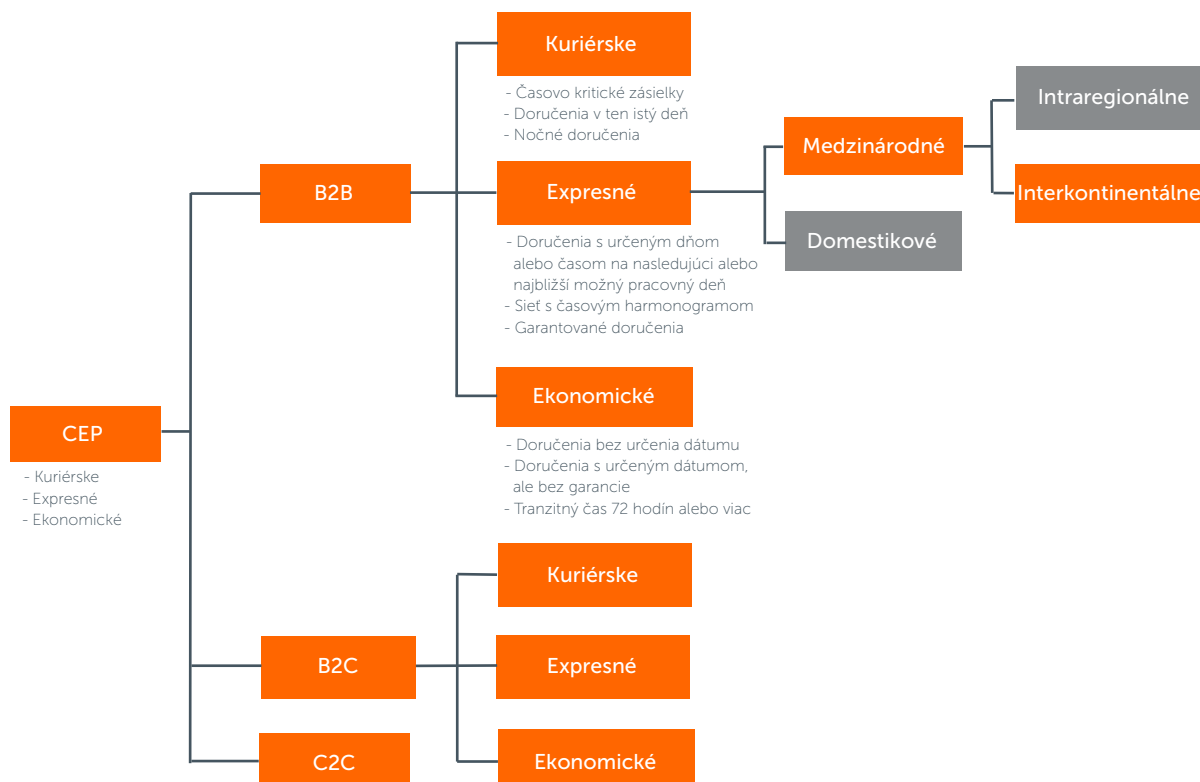 Kuriérske
- Časovo kritické zásielky
- Doručenia v ten istý deň
- Nočné doručenia
Intraregionálne
Medzinárodné
B2B
Expresné
Interkontinentálne
- Doručenia s určeným dňom
alebo časom na nasledujúci alebo
najbližší možný pracovný deň
- Sieť s časovým harmonogramom
- Garantované doručenia
Domestikové
Ekonomické
- Doručenia bez určenia dátumu
- Doručenia s určeným dátumom,
ale bez garancie
- Tranzitný čas 72 hodín alebo viac
CEP
- Kuriérske
- Expresné
- Ekonomické
Kuriérske
B2C
Expresné
C2C
Ekonomické